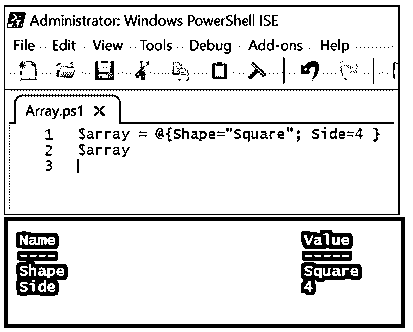 Administrator: Windows PowerShell ISE
File Edit View Tools Debug Add-ons Help
Array.ps1 X
1 $array = @{Shape="Square"; Side=4 }
2 $array
3
Name Value
---- -----
Shape Square
Side 4